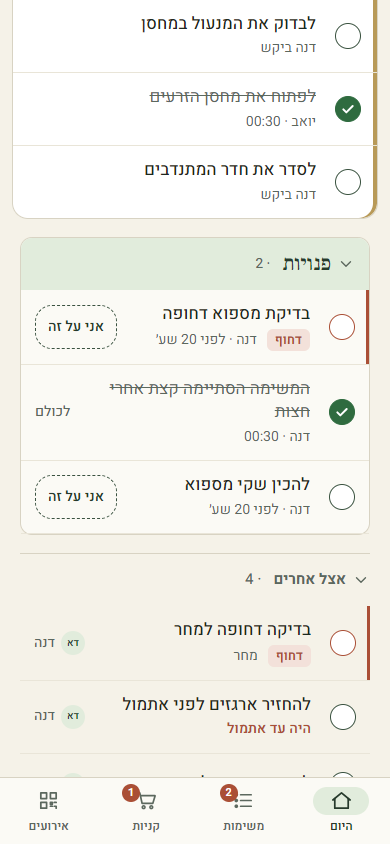 לבדוק את המנעול במחסן
דנה ביקש
לפתוח את מחסן הזרעים
יואב · 00:30
לסדר את חדר המתנדבים
דנה ביקש
פנויות · 2
בדיקת מספוא דחופה
דחוף דנה · לפני 20 שע׳
אני על זה
המשימה הסתיימה קצת אחרי
חצות
דנה · 00:30
לכולם
להכין שקי מספוא
דנה · לפני 20 שע׳
אני על זה
אצל אחרים · 4
בדיקה דחופה למחר
דחוף מחר
דא דנה
להחזיר ארגזים לפני אתמול
היה עד אתמול
דא דנה
היום
משימות 2
קניות 1
אירועים